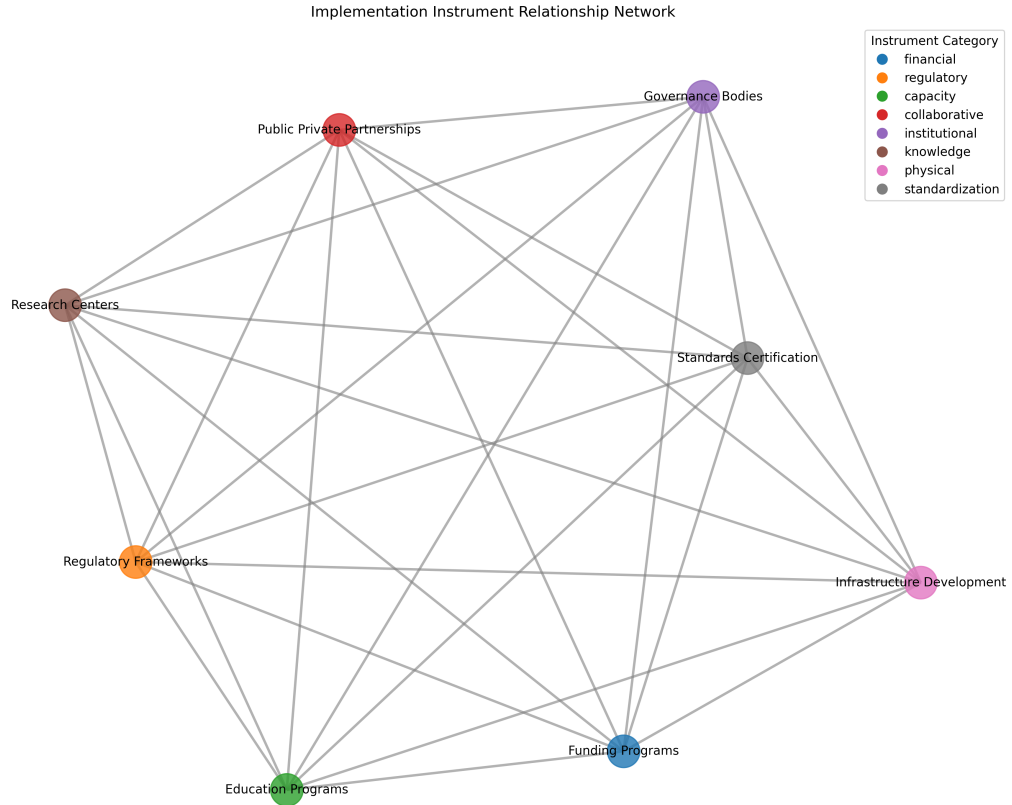 Implementation Instrument Relationship Network
Instrument Category
financial
regulatory
capacity
collaborative
institutional
knowledge
physical
standardization
Governance Bodies
Public Private Partnerships
Research Centers
Standards Certification
Regulatory Frameworks
Infrastructure Development
Funding Programs
Education Programs